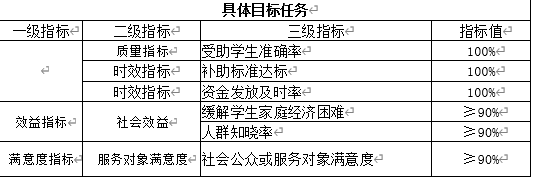 具体目标任务
一级指标 二级指标 三级指标 指标值
质量指标 受助学生准确率 100%
时效指标 补助标准达标 100%
时效指标 资金发放及时率 100%
效益指标 社会效益 缓解学生家庭经济困难 ≥90%
人群知晓率 ≥90%
满意度指标 服务对象满意度 社会公众或服务对象满意度 ≥90%